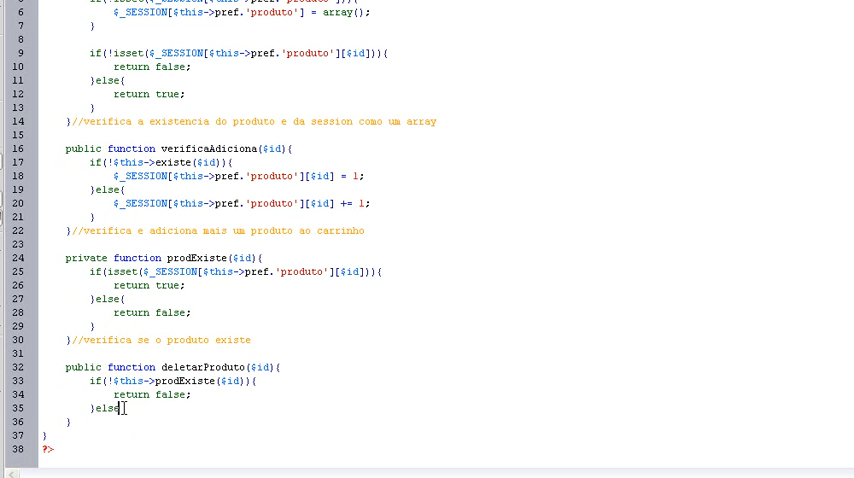 6 $_SESSION[$this->pref.'produto'] = array();
7 }
8
9 if(!isset($_SESSION[$this->pref.'produto'][$id])){
10 return false;
11 }else{
12 return true;
13 }
14 }//verifica a existencia do produto e da session como um array
15
16 public function verificaAdiciona($id){
17 if(!$this->existe($id)){
18 $_SESSION[$this->pref.'produto'][$id] = 1;
19 }else{
20 $_SESSION[$this->pref.'produto'][$id] += 1;
21 }
22 }//verifica e adiciona mais um produto ao carrinho
23
24 private function prodExiste($id){
25 if(isset($_SESSION[$this->pref.'produto'][$id])){
26 return true;
27 }else{
28 return false;
29 }
30 }//verifica se o produto existe
31
32 public function deletarProduto($id){
33 if(!$this->prodExiste($id)){
34 return false;
35 }else
36 }
37 }
38 ?>